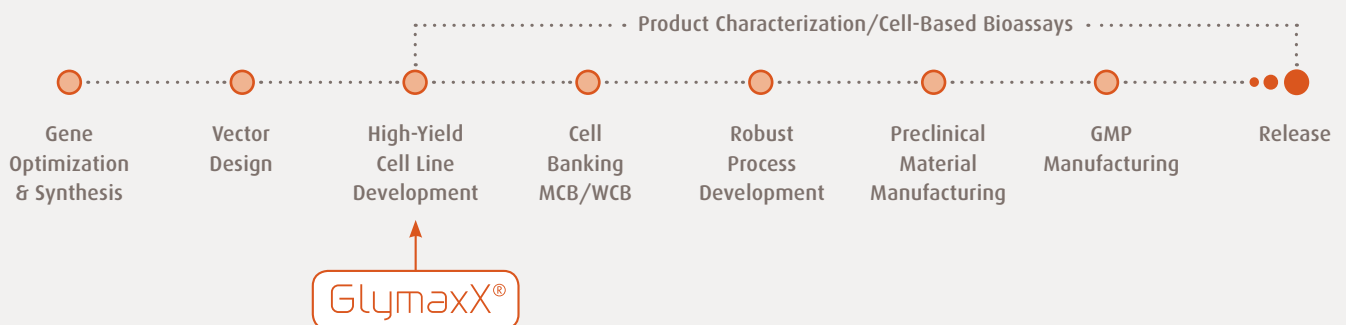 Product Characterization/Cell-Based Bioassays
Gene
Optimization
& Synthesis
Vector
Design
High-Yield
Cell Line
Development
Cell
Banking
MCB/WCB
Robust
Process
Development
Preclinical
Material
Manufacturing
GMP
Manufacturing
Release
GlymaxX®